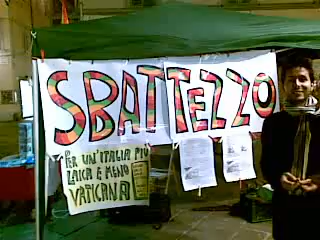 SBATTEZZO
PER UN'ITALIA PIÙ
LAICA E MENO
VATICANA